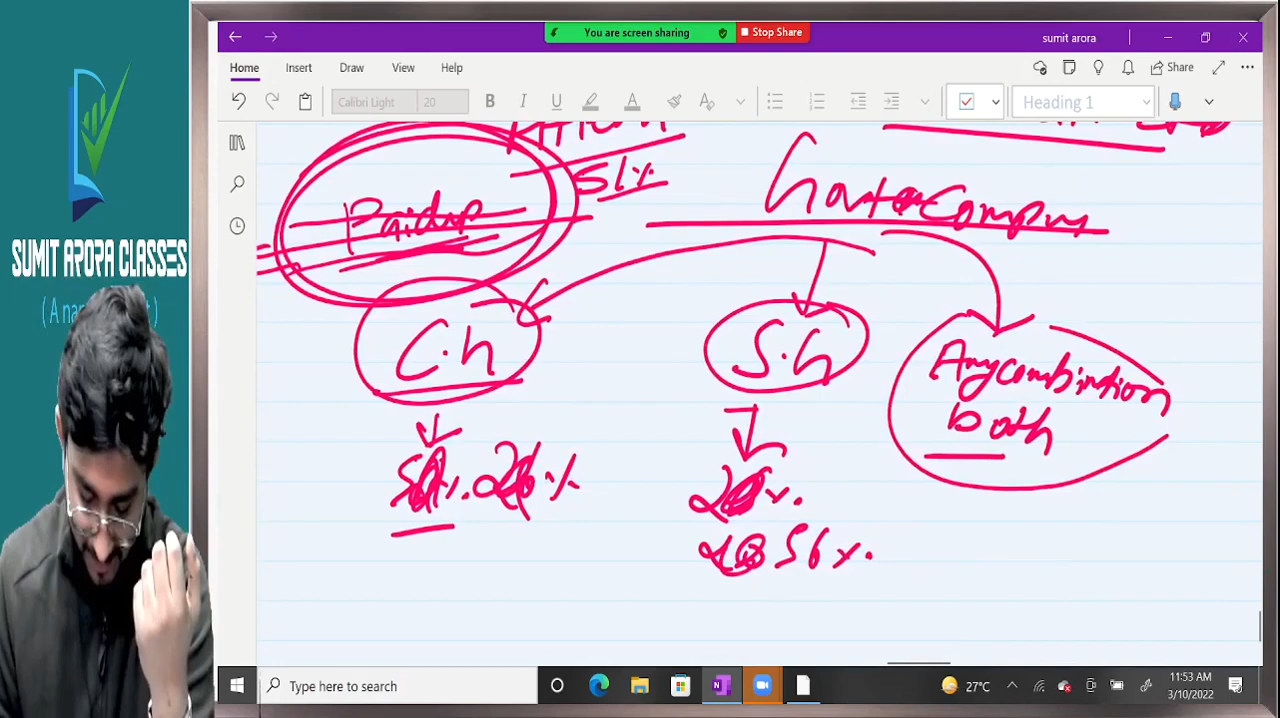 You are screen sharing
Stop Share
sumit arora
Home Insert Draw View Help
Share
Calibri Light 20 B I U A
Heading 1
51%
Paidup
C.h
S.h
Any combination
both
26%
56%.
SUMIT ARORA CLASSES
Type here to search
27°C
11:53 AM
3/10/2022